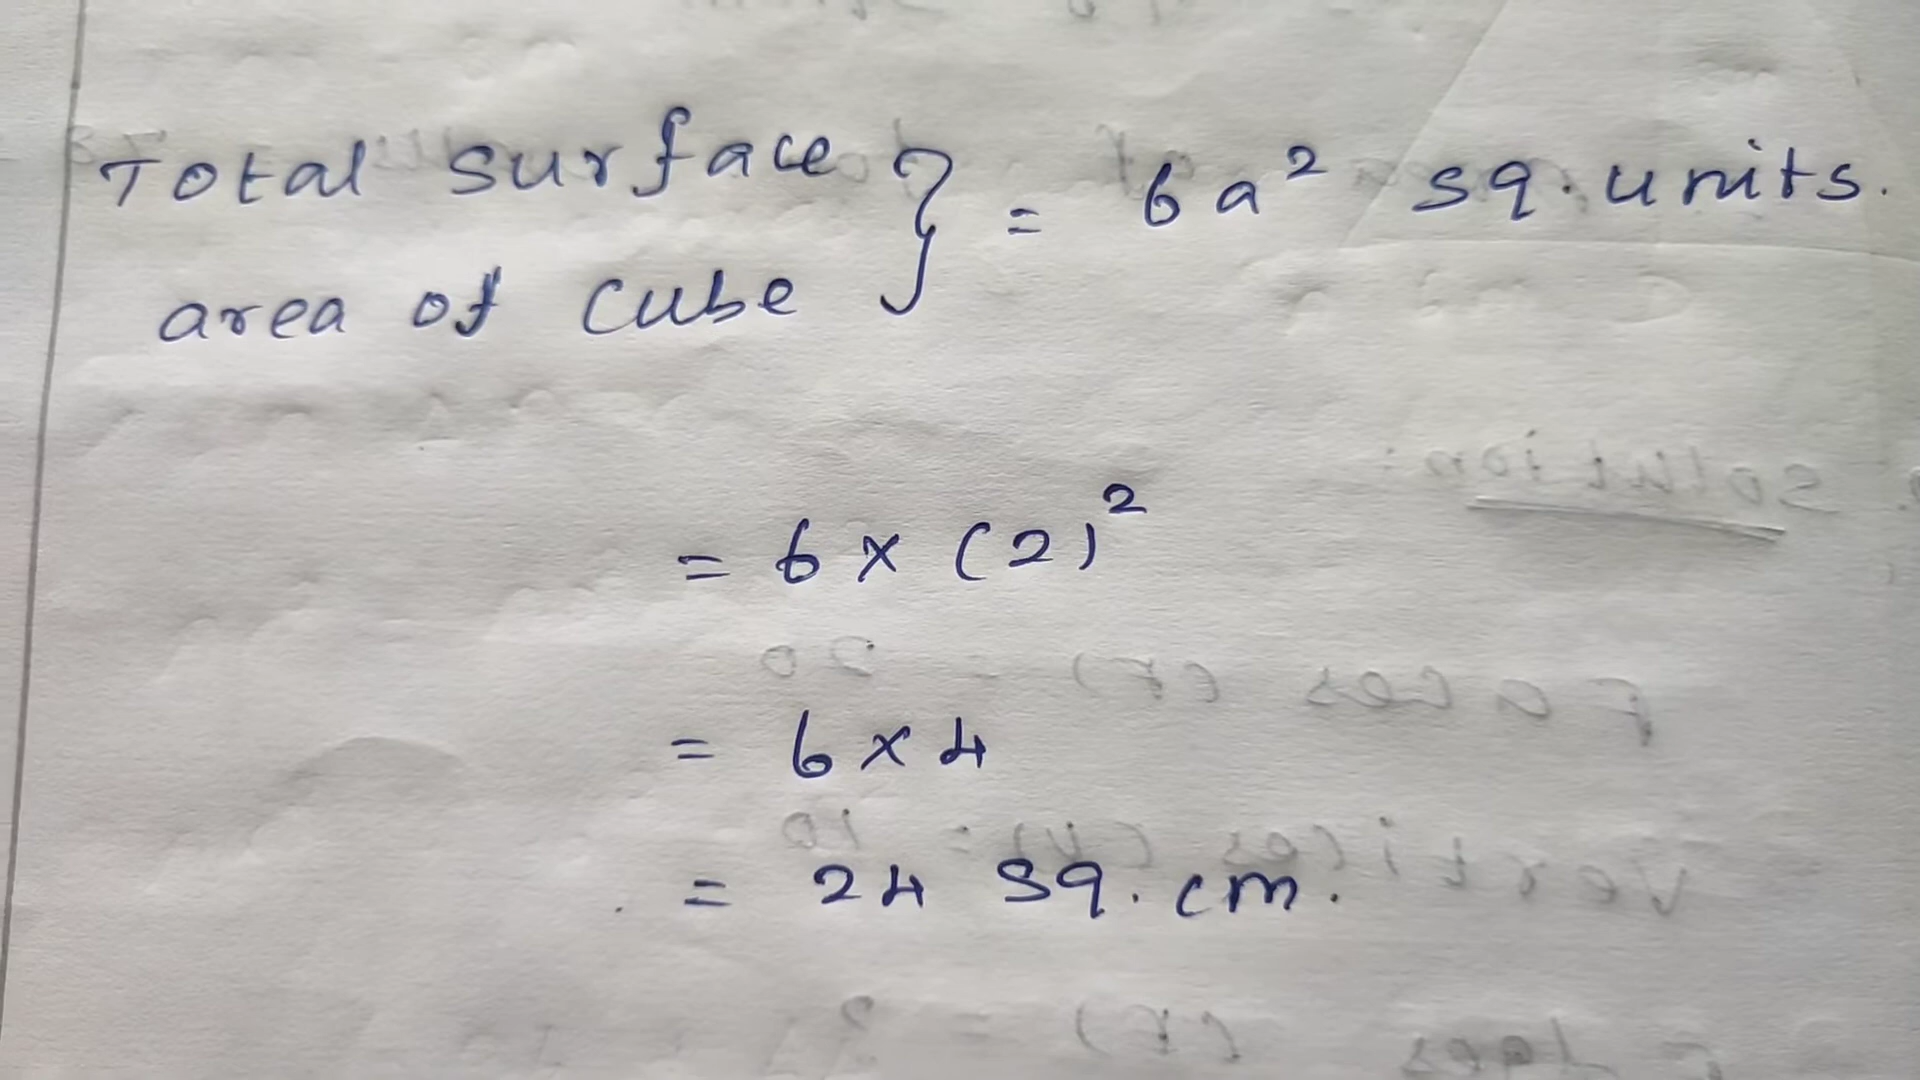 Total surface
area of cube } = 6a² sq. units.
= 6 × (2)²
= 6 × 4
= 24 sq. cm.